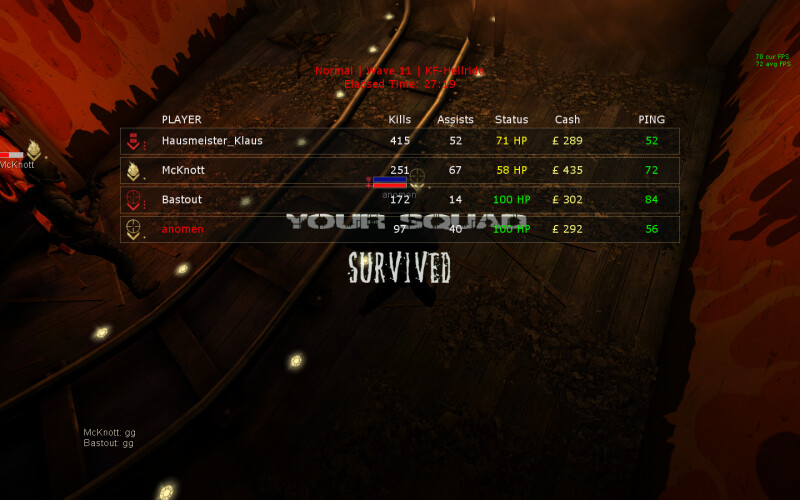 Normal | Wave 11 | KF-Hellride
Elapsed Time: 27:19
70 cur FPS
72 avg FPS
PLAYER Kills Assists Status Cash PING
Hausmeister_Klaus 415 52 71 HP £ 289 52
McKnott
McKnott 251 67 58 HP £ 435 72
anomen
Bastout 172 14 100 HP £ 302 84
YOUR SQUAD
anomen 97 40 100 HP £ 292 56
SURVIVED
McKnott: gg
Bastout: gg